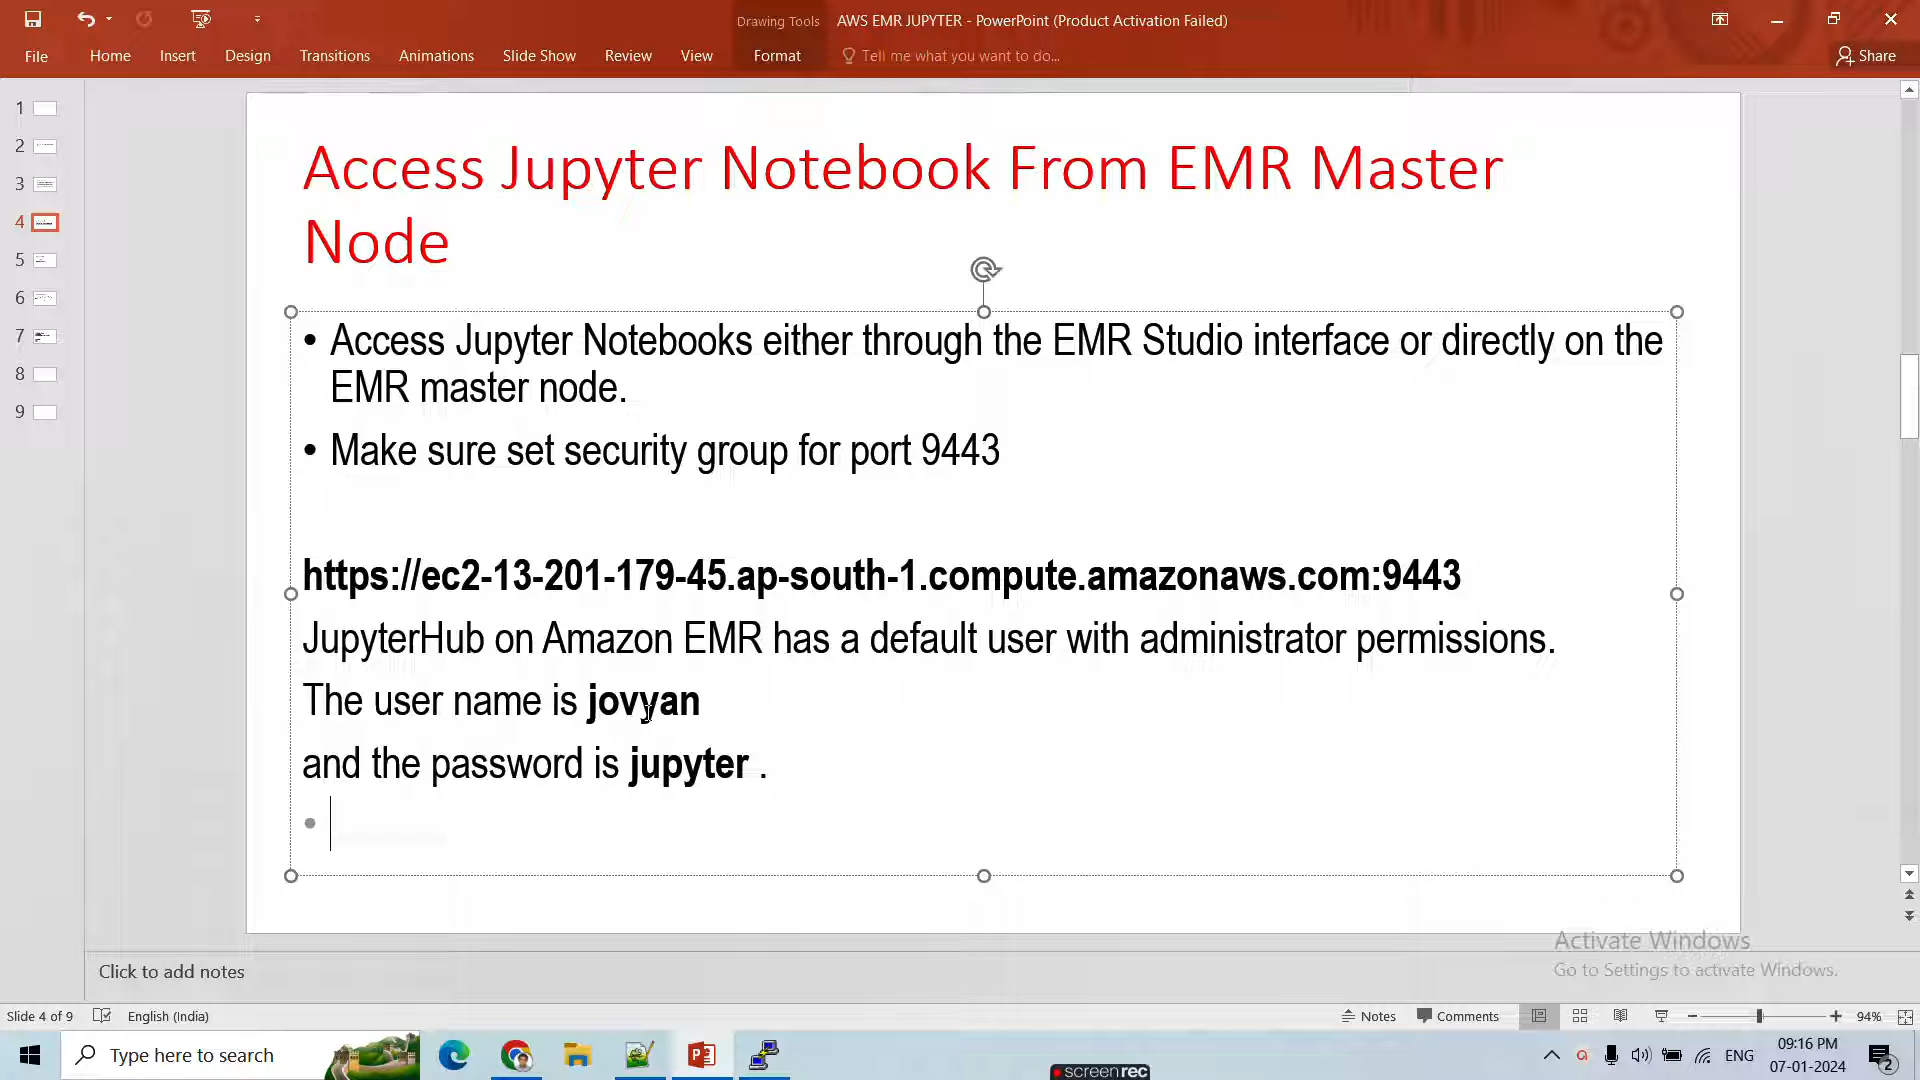 Drawing Tools
AWS EMR JUPYTER - PowerPoint (Product Activation Failed)
File
Home
Insert
Design
Transitions
Animations
Slide Show
Review
View
Format
Tell me what you want to do...
Share
1
2
3
4
5
6
7
8
9
Access Jupyter Notebook From EMR Master
Node
• Access Jupyter Notebooks either through the EMR Studio interface or directly on the
EMR master node.
• Make sure set security group for port 9443
https://ec2-13-201-179-45.ap-south-1.compute.amazonaws.com:9443
JupyterHub on Amazon EMR has a default user with administrator permissions.
The user name is jovyan
and the password is jupyter .
Activate Windows
Go to Settings to activate Windows.
Click to add notes
Slide 4 of 9
English (India)
Notes
Comments
94%
Type here to search
ENG
09:16 PM
07-01-2024
2
screenrec